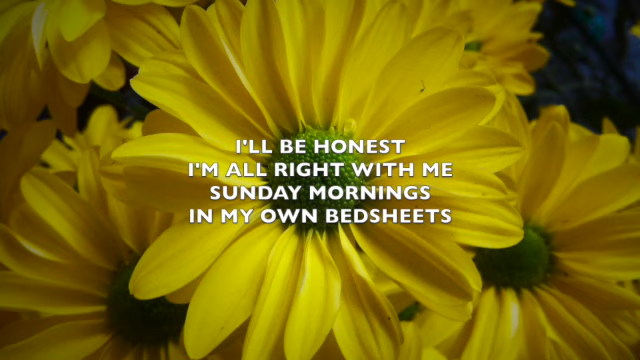 I'LL BE HONEST
I'M ALL RIGHT WITH ME
SUNDAY MORNINGS
IN MY OWN BEDSHEETS